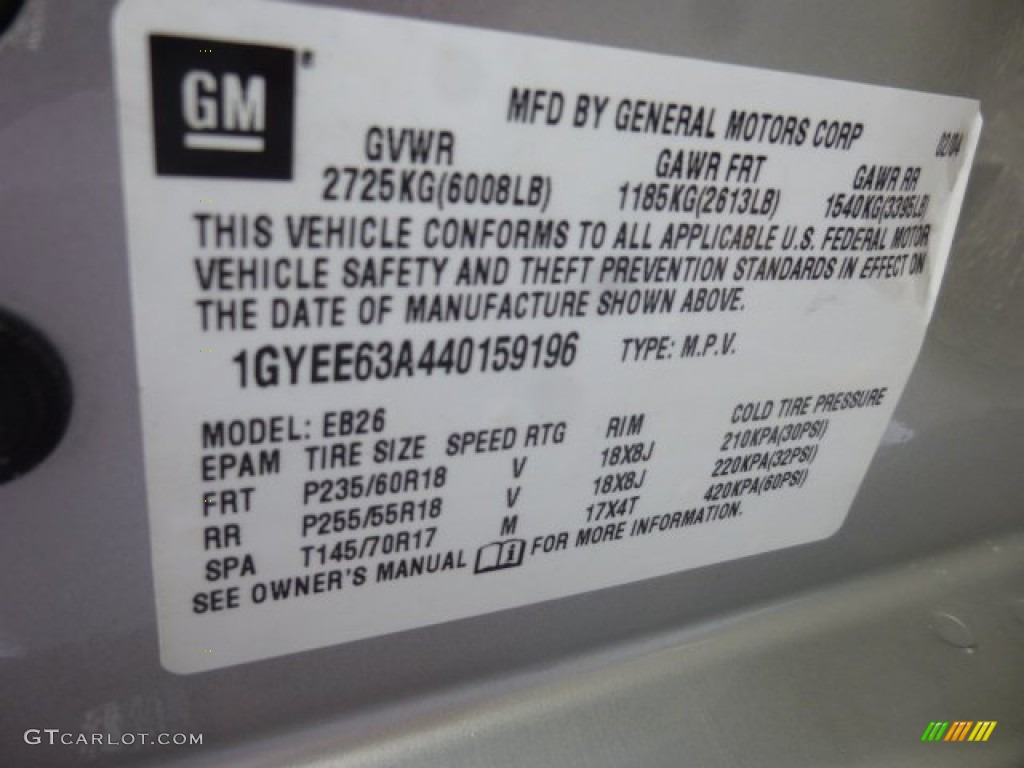 GM®
MFD BY GENERAL MOTORS CORP 02/04
GVWR GAWR FRT GAWR RR
2725KG(6008LB) 1185KG(2613LB) 1540KG(3395LB)
THIS VEHICLE CONFORMS TO ALL APPLICABLE U.S. FEDERAL MOTOR
VEHICLE SAFETY AND THEFT PREVENTION STANDARDS IN EFFECT ON
THE DATE OF MANUFACTURE SHOWN ABOVE.
1GYEE63A440159196 TYPE: M.P.V.
MODEL: EB26
EPAM TIRE SIZE SPEED RTG RIM COLD TIRE PRESSURE
FRT P235/60R18 V 18X8J 210KPA(30PSI)
RR P255/55R18 V 18X8J 220KPA(32PSI)
SPA T145/70R17 M 17X4T 420KPA(60PSI)
SEE OWNER'S MANUAL i FOR MORE INFORMATION.
GTCARLOT.COM